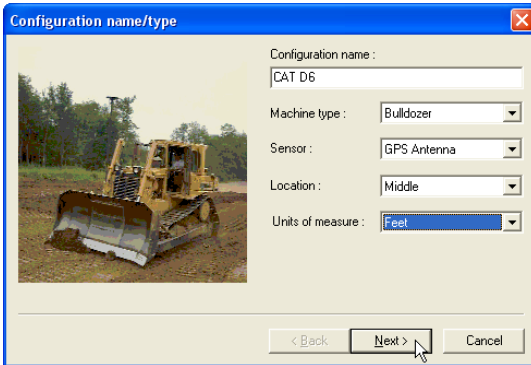 Configuration name/type
Configuration name :
CAT D6
Machine type : Bulldozer
Sensor : GPS Antenna
Location : Middle
Units of measure : Feet
< Back Next > Cancel